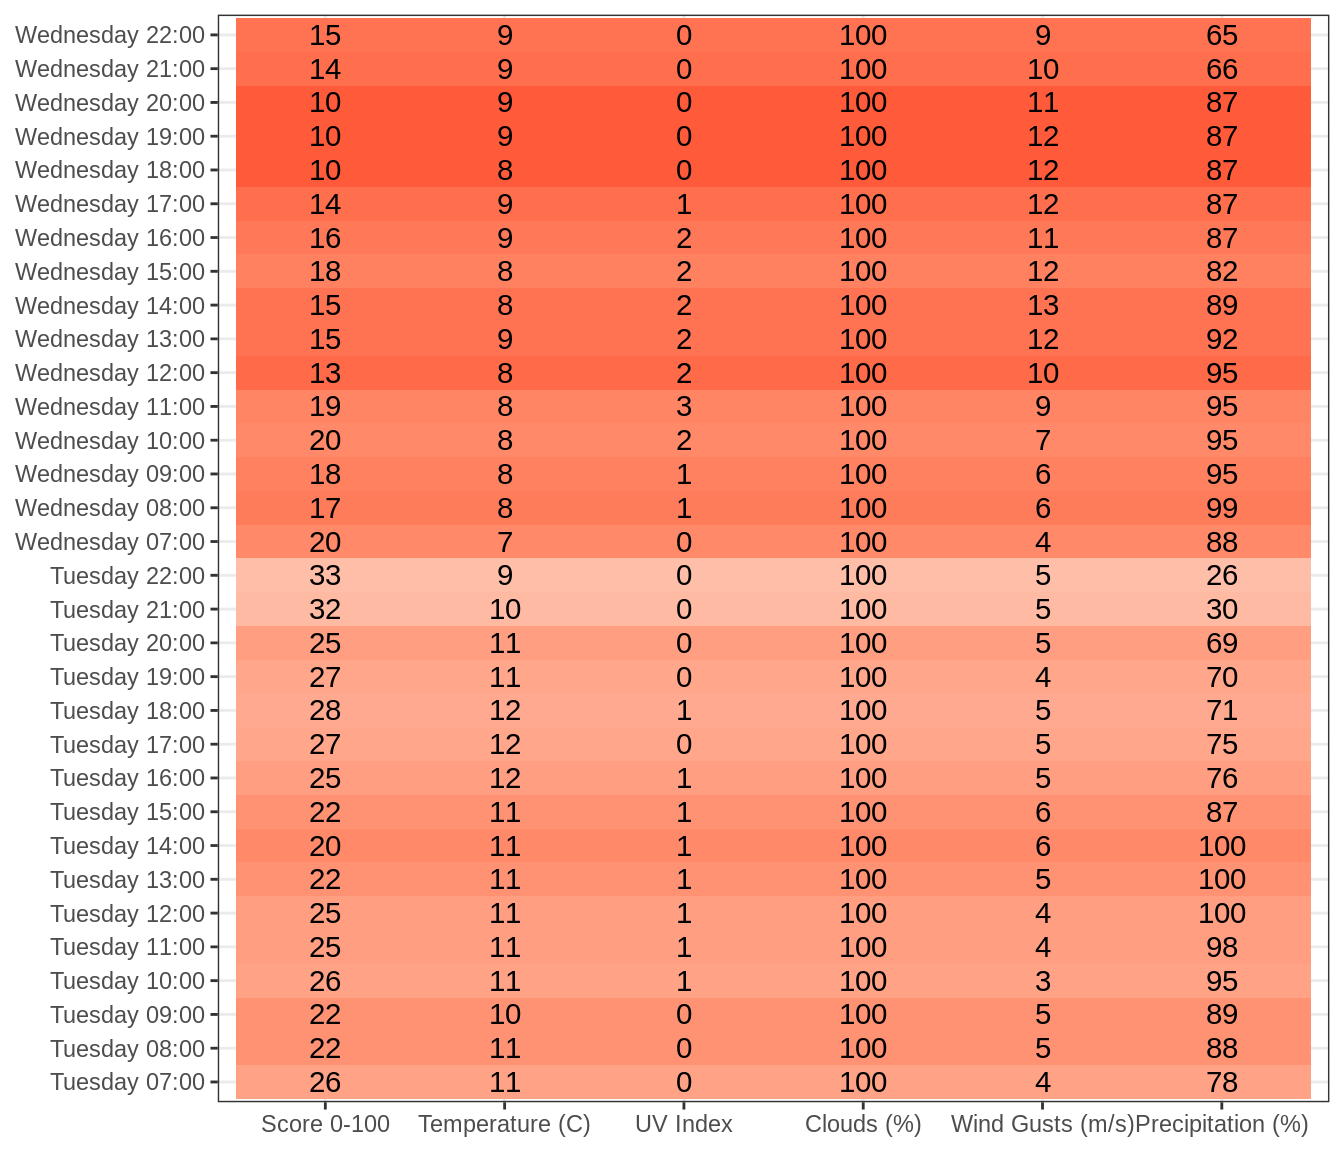 Wednesday 22:00 15 9 0 100 9 65
Wednesday 21:00 14 9 0 100 10 66
Wednesday 20:00 10 9 0 100 11 87
Wednesday 19:00 10 9 0 100 12 87
Wednesday 18:00 10 8 0 100 12 87
Wednesday 17:00 14 9 1 100 12 87
Wednesday 16:00 16 9 2 100 11 87
Wednesday 15:00 18 8 2 100 12 82
Wednesday 14:00 15 8 2 100 13 89
Wednesday 13:00 15 9 2 100 12 92
Wednesday 12:00 13 8 2 100 10 95
Wednesday 11:00 19 8 3 100 9 95
Wednesday 10:00 20 8 2 100 7 95
Wednesday 09:00 18 8 1 100 6 95
Wednesday 08:00 17 8 1 100 6 99
Wednesday 07:00 20 7 0 100 4 88
Tuesday 22:00 33 9 0 100 5 26
Tuesday 21:00 32 10 0 100 5 30
Tuesday 20:00 25 11 0 100 5 69
Tuesday 19:00 27 11 0 100 4 70
Tuesday 18:00 28 12 1 100 5 71
Tuesday 17:00 27 12 0 100 5 75
Tuesday 16:00 25 12 1 100 5 76
Tuesday 15:00 22 11 1 100 6 87
Tuesday 14:00 20 11 1 100 6 100
Tuesday 13:00 22 11 1 100 5 100
Tuesday 12:00 25 11 1 100 4 100
Tuesday 11:00 25 11 1 100 4 98
Tuesday 10:00 26 11 1 100 3 95
Tuesday 09:00 22 10 0 100 5 89
Tuesday 08:00 22 11 0 100 5 88
Tuesday 07:00 26 11 0 100 4 78
Score 0-100 Temperature (C) UV Index Clouds (%) Wind Gusts (m/s) Precipitation (%)